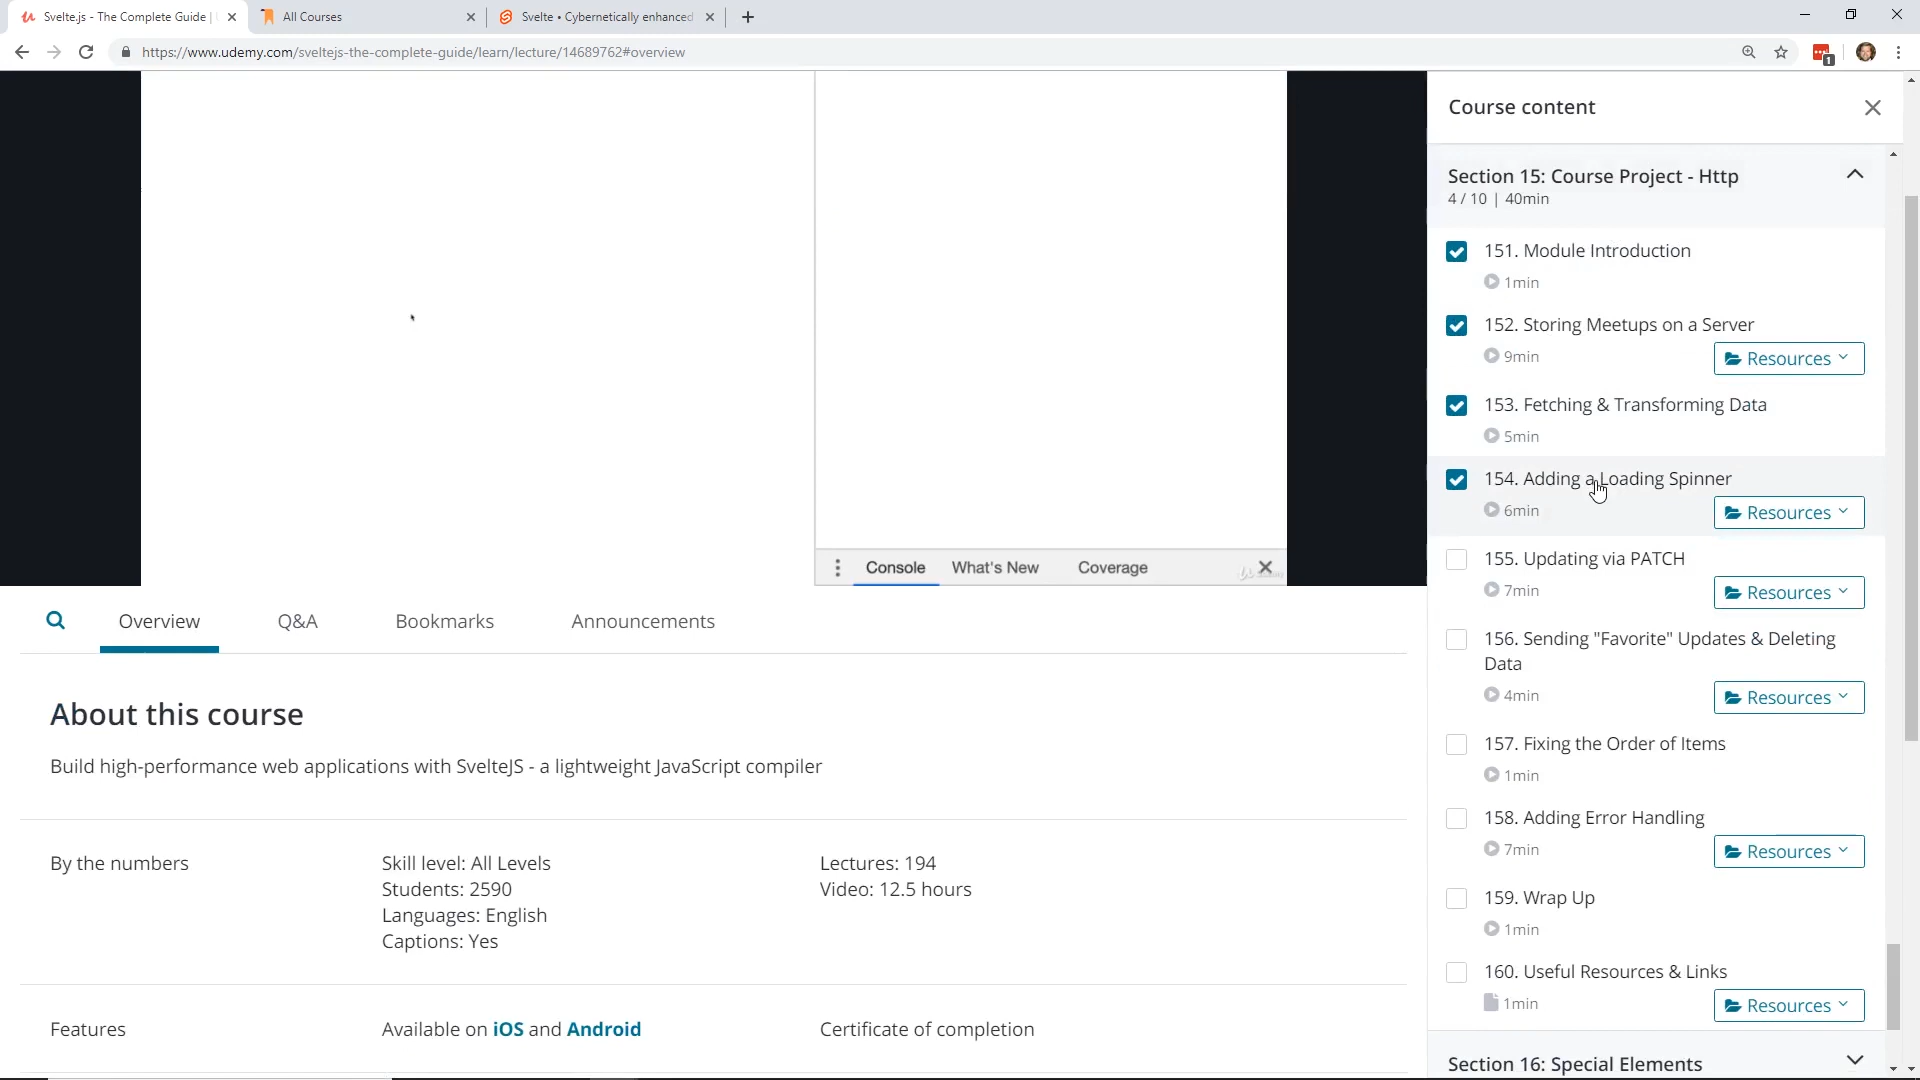 Svelte.js - The Complete Guide |
All Courses
Svelte • Cybernetically enhanced
https://www.udemy.com/sveltejs-the-complete-guide/learn/lecture/14689762#overview
1
Console
What's New
Coverage
Overview
Q&A
Bookmarks
Announcements
About this course
Build high-performance web applications with SvelteJS - a lightweight JavaScript compiler
By the numbers
Skill level: All Levels
Students: 2590
Languages: English
Captions: Yes
Lectures: 194
Video: 12.5 hours
Features
Available on iOS and Android
Certificate of completion
Course content
Section 15: Course Project - Http
4 / 10 | 40min
151. Module Introduction
1min
152. Storing Meetups on a Server
9min
Resources
153. Fetching & Transforming Data
5min
154. Adding a Loading Spinner
6min
Resources
155. Updating via PATCH
7min
Resources
156. Sending "Favorite" Updates & Deleting
Data
4min
Resources
157. Fixing the Order of Items
1min
158. Adding Error Handling
7min
Resources
159. Wrap Up
1min
160. Useful Resources & Links
1min
Resources
Section 16: Special Elements